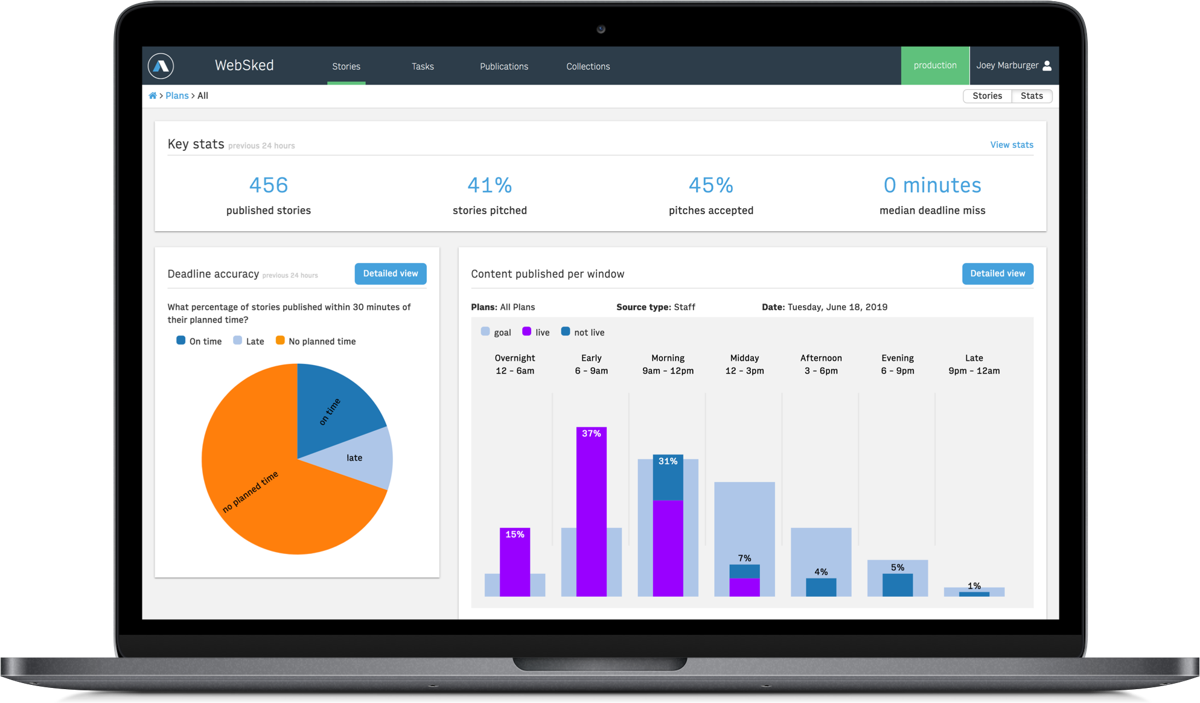 WebSked
Stories
Tasks
Publications
Collections
production
Joey Marburger
> Plans > All
Stories
Stats
Key stats previous 24 hours
View stats
456
published stories
41%
stories pitched
45%
pitches accepted
0 minutes
median deadline miss
Deadline accuracy previous 24 hours
Detailed view
What percentage of stories published within 30 minutes of
their planned time?
On time
Late
No planned time
on time
late
no planned time
Content published per window
Detailed view
Plans: All Plans
Source type: Staff
Date: Tuesday, June 18, 2019
goal
live
not live
Overnight
12 - 6am
Early
6 - 9am
Morning
9am - 12pm
Midday
12 - 3pm
Afternoon
3 - 6pm
Evening
6 - 9pm
Late
9pm - 12am
15%
37%
31%
7%
4%
5%
1%